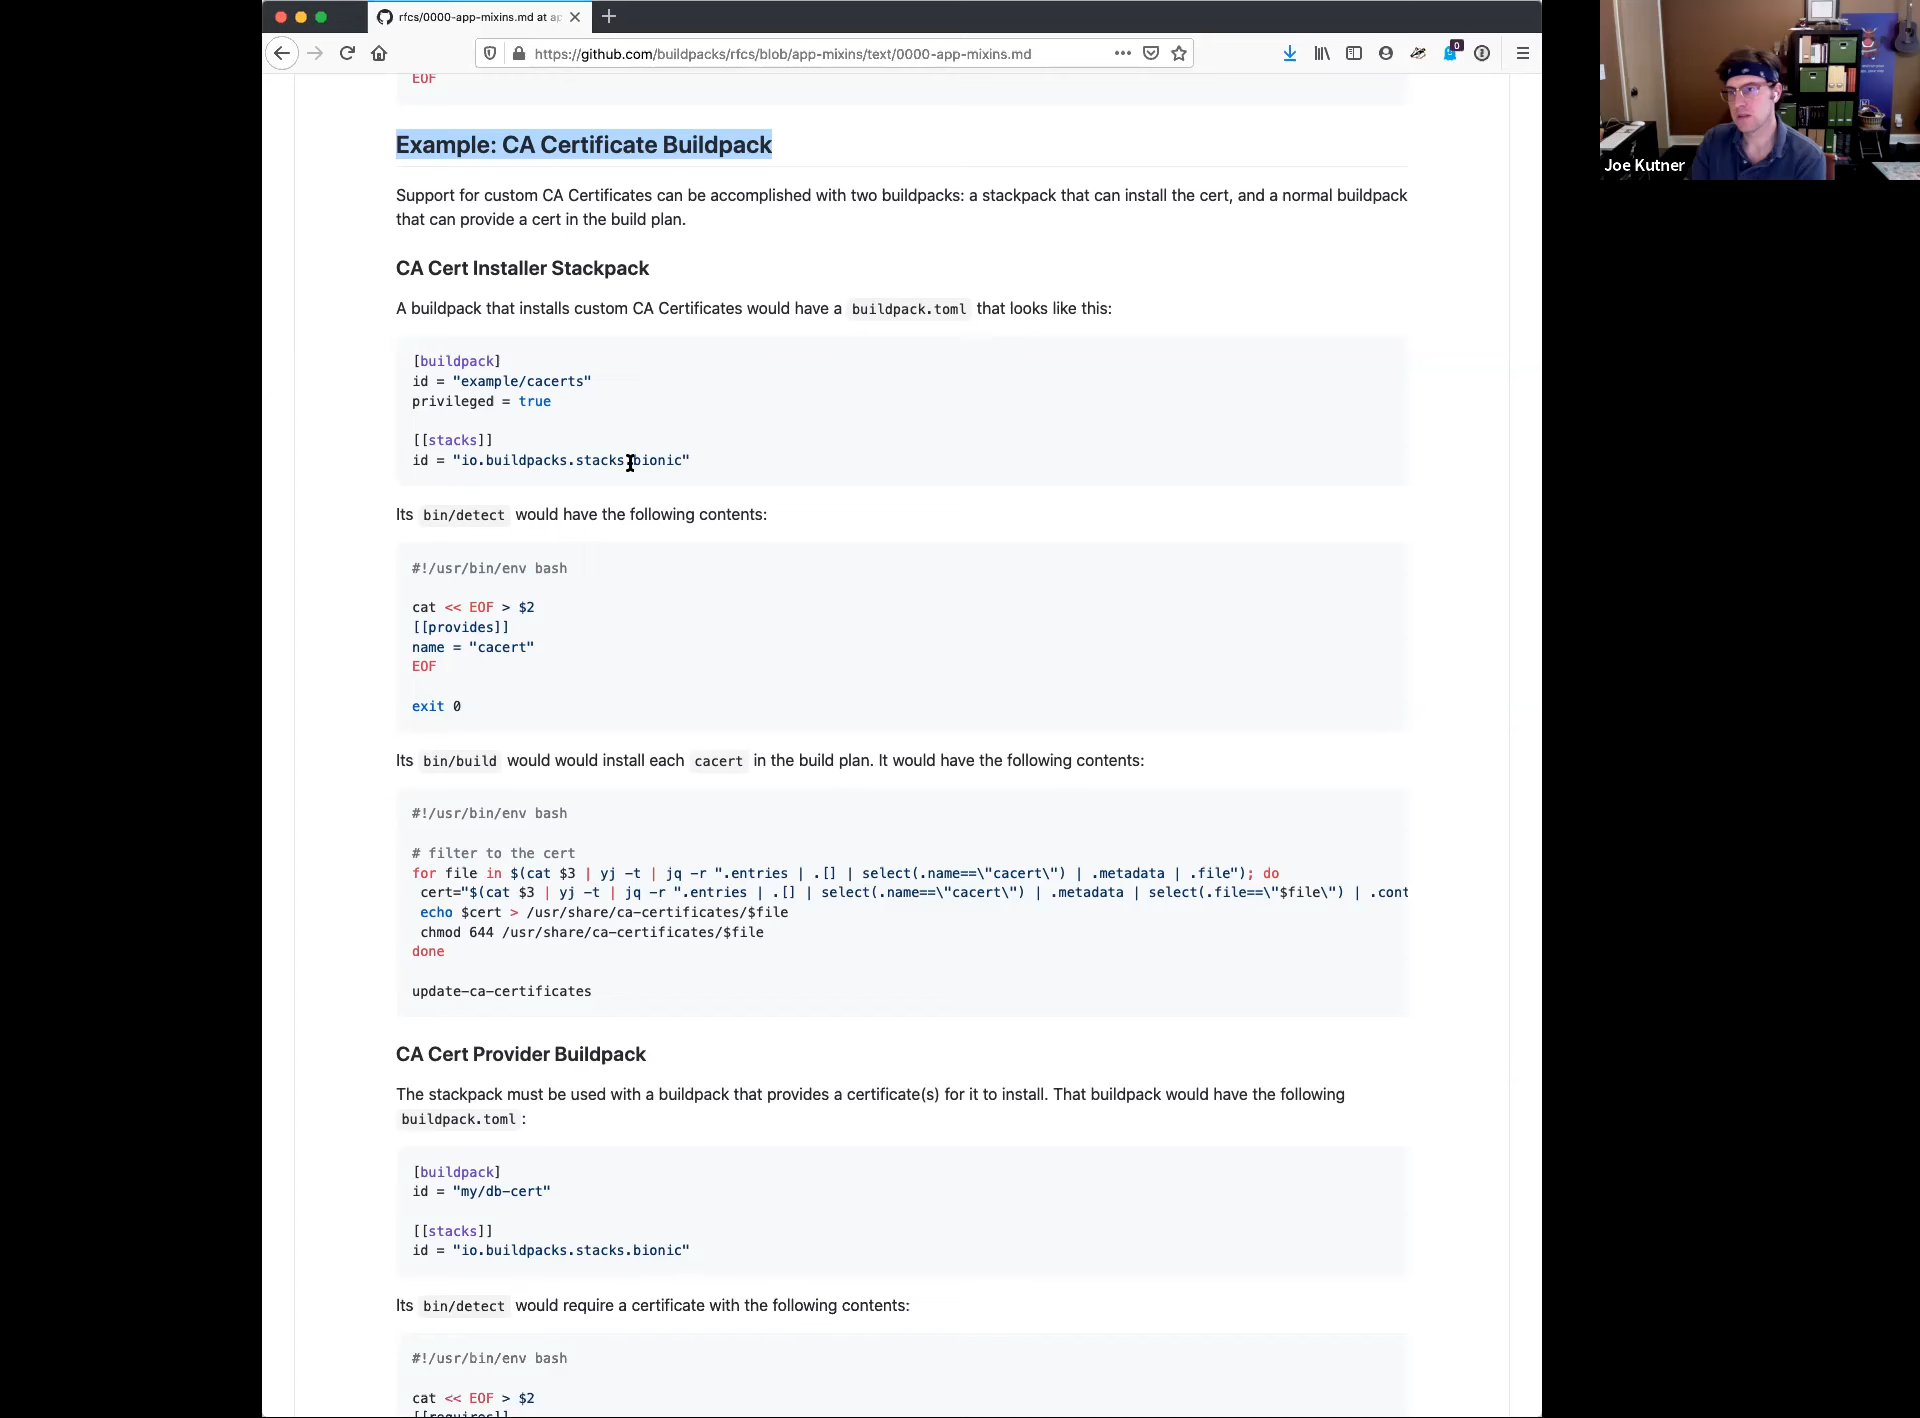 rfcs/0000-app-mixins.md at ap
https://github.com/buildpacks/rfcs/blob/app-mixins/text/0000-app-mixins.md
0
EOF
Example: CA Certificate Buildpack
Support for custom CA Certificates can be accomplished with two buildpacks: a stackpack that can install the cert, and a normal buildpack
that can provide a cert in the build plan.
CA Cert Installer Stackpack
A buildpack that installs custom CA Certificates would have a buildpack.toml that looks like this:
[buildpack]
id = "example/cacerts"
privileged = true
[[stacks]]
id = "io.buildpacks.stacks.bionic"
Its bin/detect would have the following contents:
#!/usr/bin/env bash
cat << EOF > $2
[[provides]]
name = "cacert"
EOF
exit 0
Its bin/build would would install each cacert in the build plan. It would have the following contents:
#!/usr/bin/env bash
# filter to the cert
for file in $(cat $3 | yj -t | jq -r ".entries | .[] | select(.name==\"cacert\") | .metadata | .file"); do
cert="$(cat $3 | yj -t | jq -r ".entries | .[] | select(.name==\"cacert\") | .metadata | select(.file==\"$file\") | .cont
echo $cert > /usr/share/ca-certificates/$file
chmod 644 /usr/share/ca-certificates/$file
done
update-ca-certificates
CA Cert Provider Buildpack
The stackpack must be used with a buildpack that provides a certificate(s) for it to install. That buildpack would have the following
buildpack.toml :
[buildpack]
id = "my/db-cert"
[[stacks]]
id = "io.buildpacks.stacks.bionic"
Its bin/detect would require a certificate with the following contents:
#!/usr/bin/env bash
cat << EOF > $2
[[requires]]
Joe Kutner